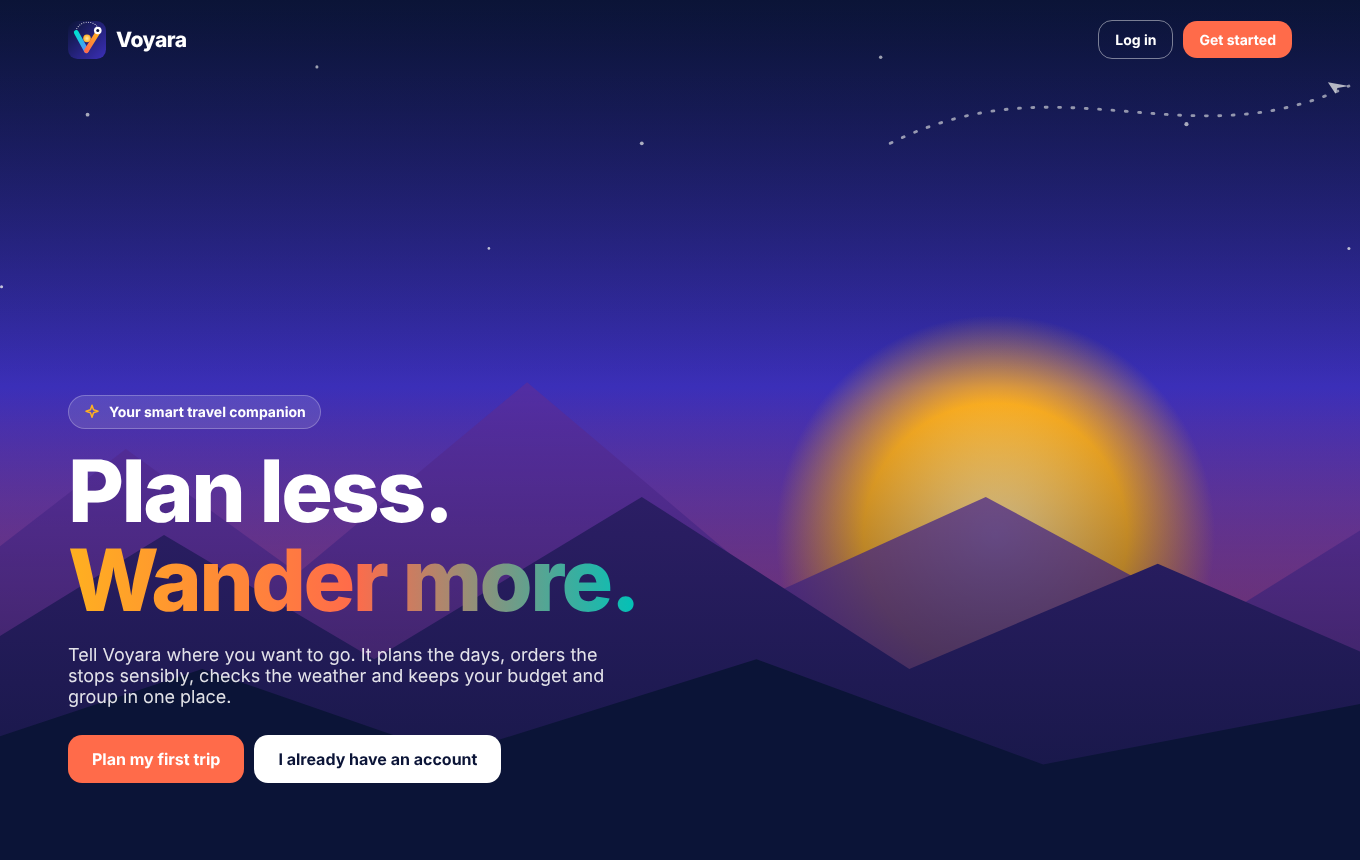 Voyara
Log in
Get started
Your smart travel companion
Plan less.
Wander more.
Tell Voyara where you want to go. It plans the days, orders the
stops sensibly, checks the weather and keeps your budget and
group in one place.
Plan my first trip
I already have an account